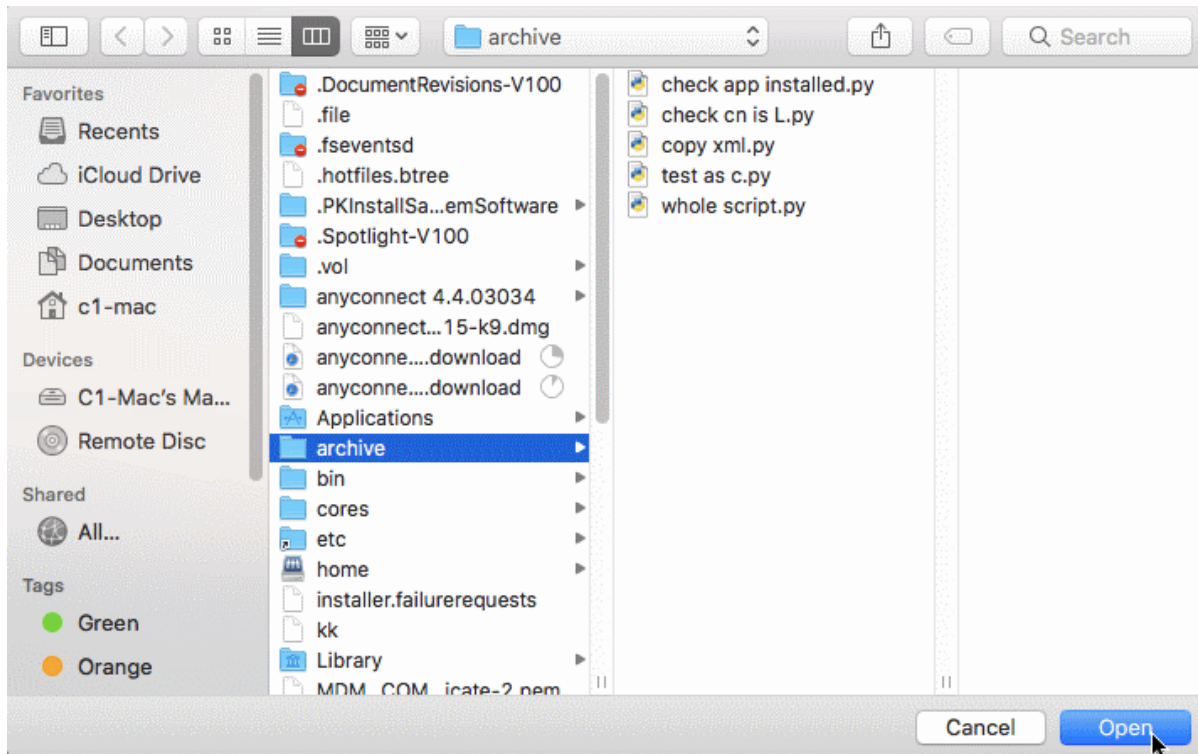 archive
Search
Favorites
Recents
iCloud Drive
Desktop
Documents
c1-mac
Devices
C1-Mac's Ma...
Remote Disc
Shared
All...
Tags
Green
Orange
.DocumentRevisions-V100
.file
.fseventsd
.hotfiles.btree
.PKInstallSa...emSoftware
.Spotlight-V100
.vol
anyconnect 4.4.03034
anyconnect...15-k9.dmg
anyconne....download
anyconne....download
Applications
archive
bin
cores
etc
home
installer.failurerequests
kk
Library
MDM_COM_icate-2.pem
check app installed.py
check cn is L.py
copy xml.py
test as c.py
whole script.py
Cancel
Open